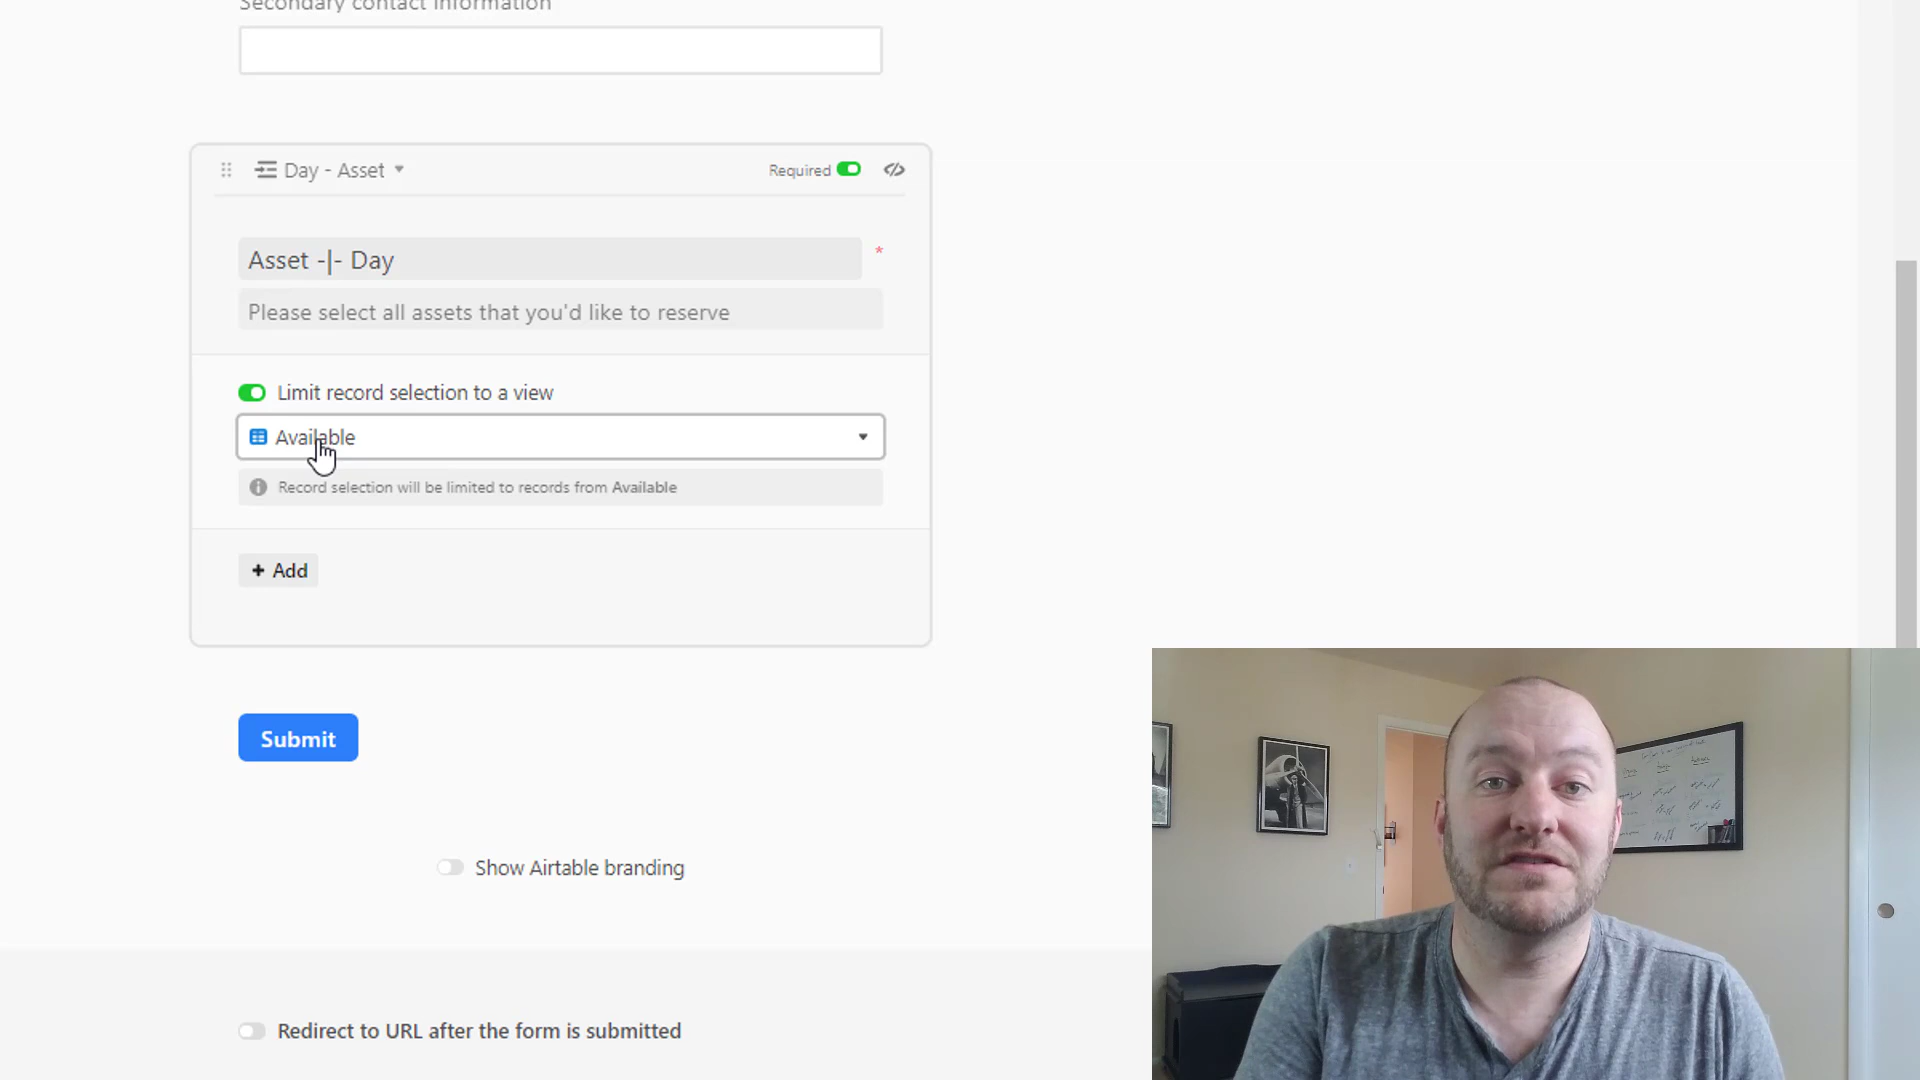 Secondary contact information
Day - Asset
Required
Asset -|- Day
*
Please select all assets that you'd like to reserve
Limit record selection to a view
Available
Record selection will be limited to records from Available
+ Add
Submit
Show Airtable branding
Redirect to URL after the form is submitted